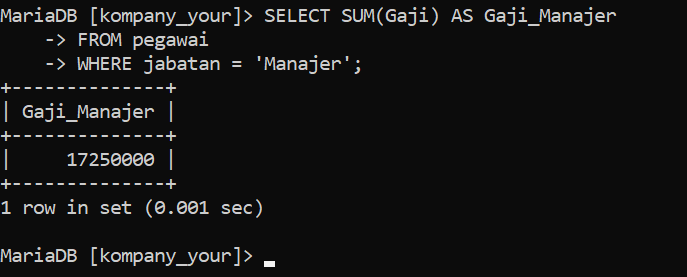 MariaDB [kompany_your]> SELECT SUM(Gaji) AS Gaji_Manajer
    -> FROM pegawai
    -> WHERE jabatan = 'Manajer';
+--------------+
| Gaji_Manajer |
+--------------+
|     17250000 |
+--------------+
1 row in set (0.001 sec)

MariaDB [kompany_your]>